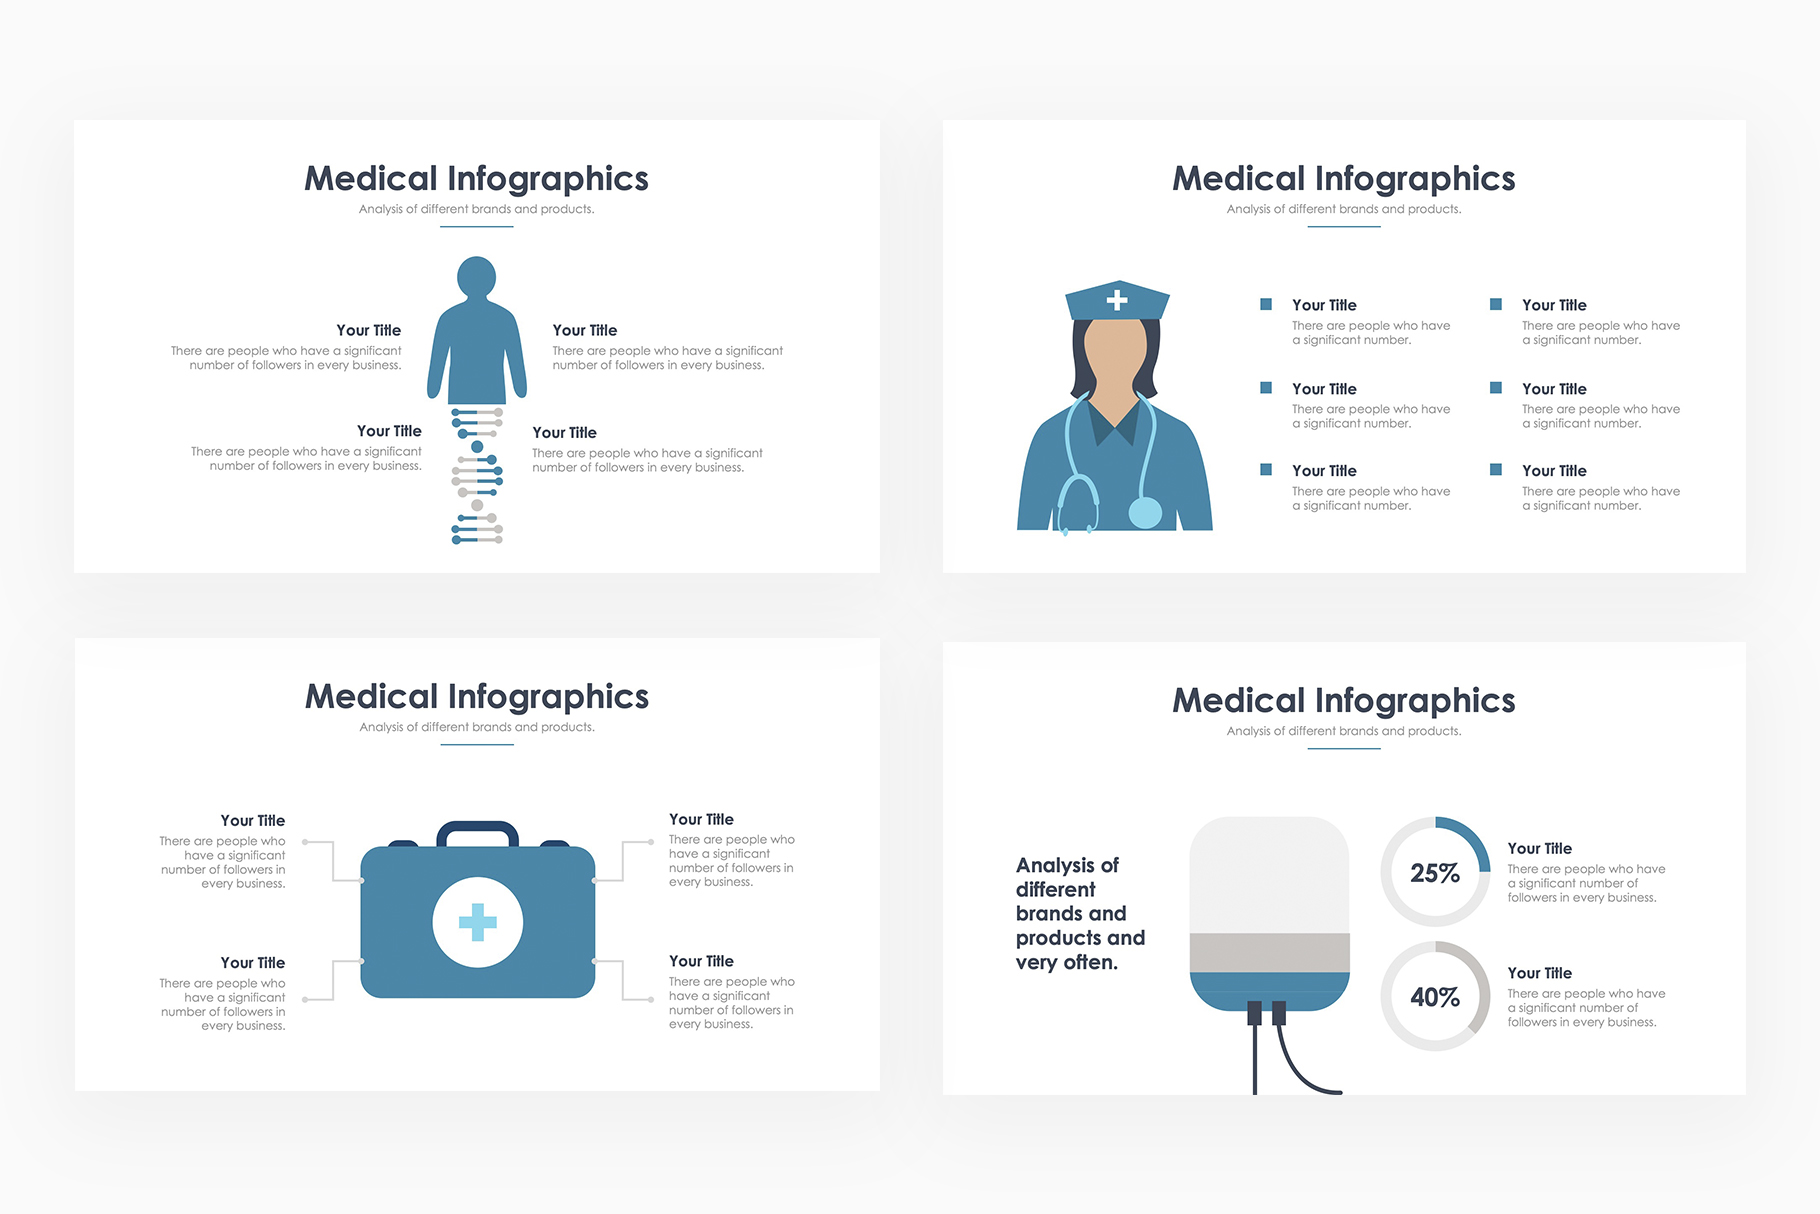 Medical Infographics
Analysis of different brands and products.
Your Title
There are people who have a significant
number of followers in every business.
Your Title
There are people who have a significant
number of followers in every business.
Your Title
There are people who have a significant
number of followers in every business.
Your Title
There are people who have a significant
number of followers in every business.
Medical Infographics
Analysis of different brands and products.
Your Title
There are people who have
a significant number.
Your Title
There are people who have
a significant number.
Your Title
There are people who have
a significant number.
Your Title
There are people who have
a significant number.
Your Title
There are people who have
a significant number.
Your Title
There are people who have
a significant number.
Medical Infographics
Analysis of different brands and products.
Your Title
There are people who
have a significant
number of followers in
every business.
Your Title
There are people who
have a significant
number of followers in
every business.
Your Title
There are people who
have a significant
number of followers in
every business.
Your Title
There are people who
have a significant
number of followers in
every business.
Medical Infographics
Analysis of different brands and products.
Analysis of
different
brands and
products and
very often.
25%
Your Title
There are people who have
a significant number of
followers in every business.
40%
Your Title
There are people who have
a significant number of
followers in every business.